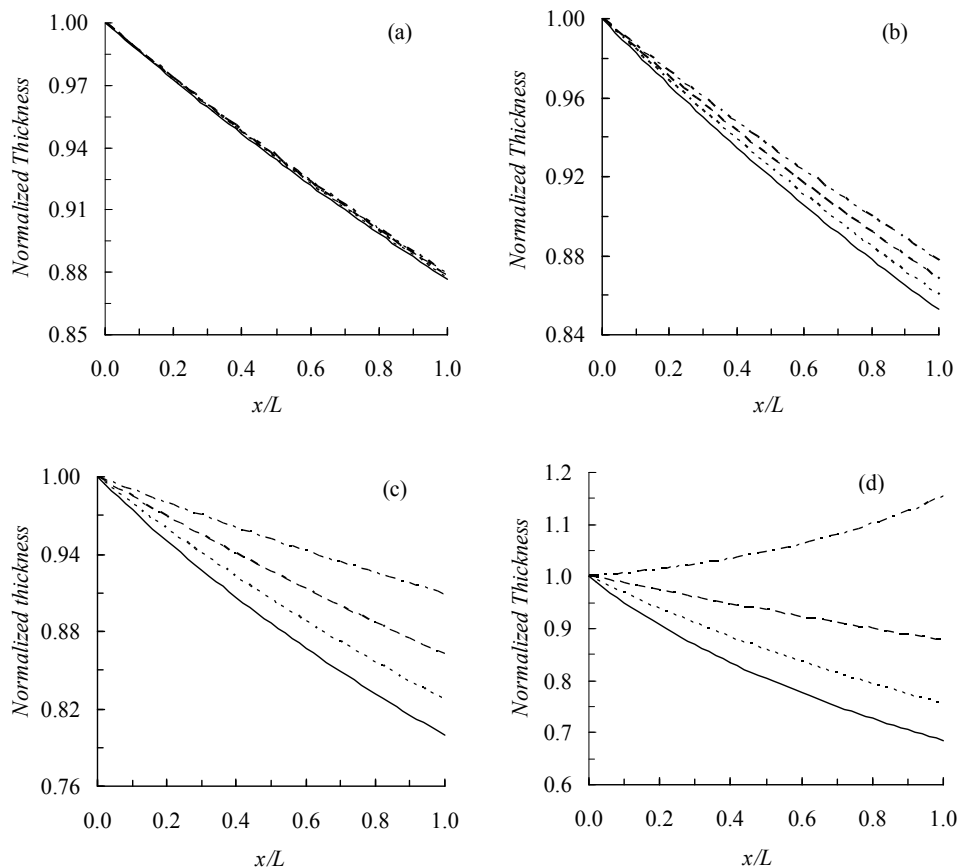 (a)
Normalized Thickness
1.00
0.97
0.94
0.91
0.88
0.85
0.0 0.2 0.4 0.6 0.8 1.0
x/L
(b)
Normalized Thickness
1.00
0.96
0.92
0.88
0.84
0.0 0.2 0.4 0.6 0.8 1.0
x/L
(c)
Normalized thickness
1.00
0.94
0.88
0.82
0.76
0.0 0.2 0.4 0.6 0.8 1.0
x/L
(d)
Normalized Thickness
1.2
1.1
1.0
0.9
0.8
0.7
0.6
0.0 0.2 0.4 0.6 0.8 1.0
x/L